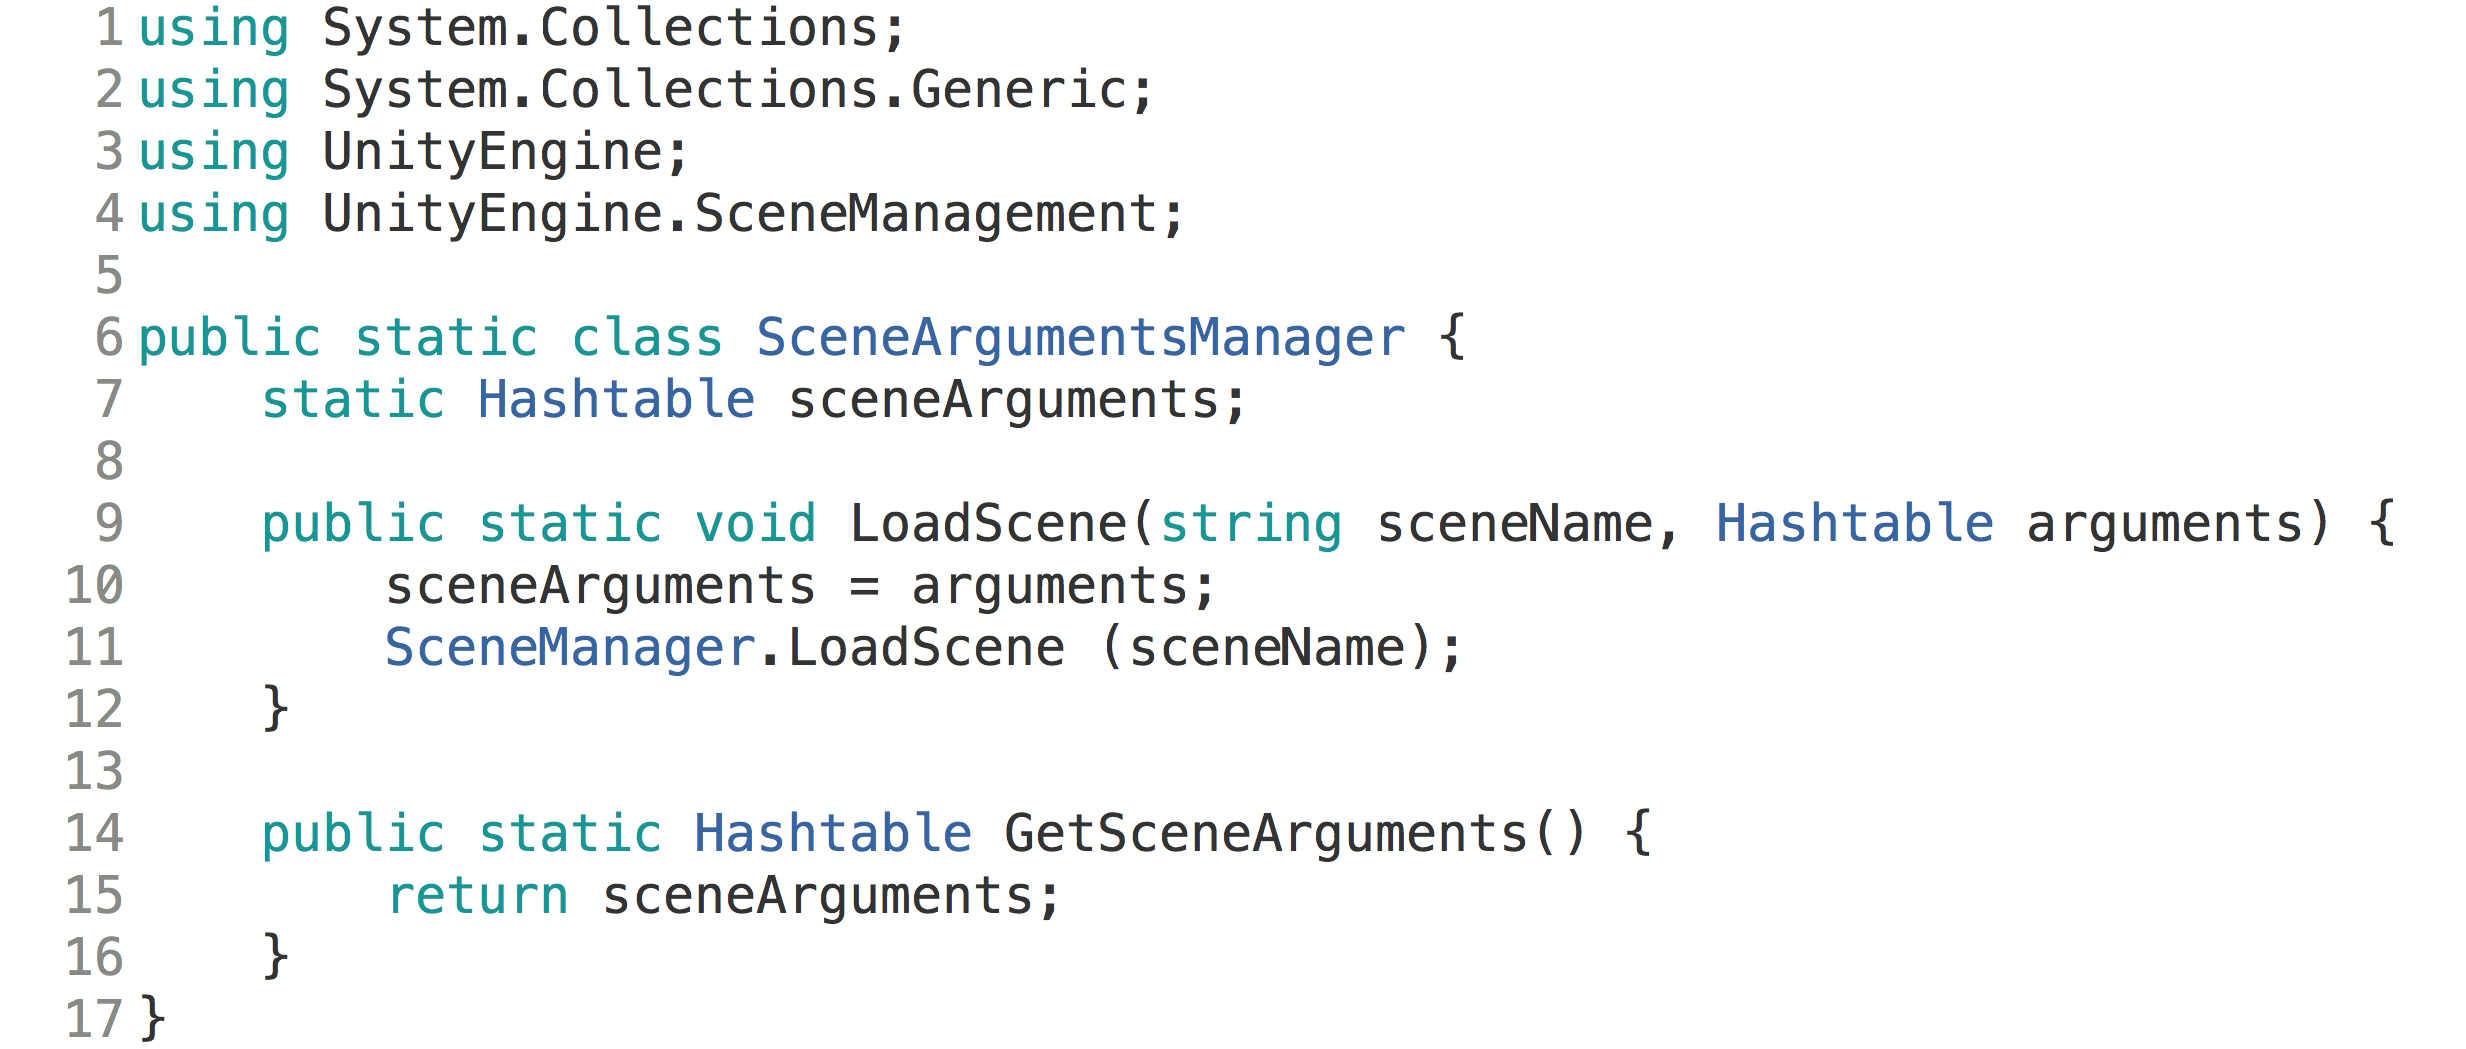 1 using System.Collections;
2 using System.Collections.Generic;
3 using UnityEngine;
4 using UnityEngine.SceneManagement;
5
6 public static class SceneArgumentsManager {
7     static Hashtable sceneArguments;
8
9     public static void LoadScene(string sceneName, Hashtable arguments) {
10         sceneArguments = arguments;
11         SceneManager.LoadScene (sceneName);
12     }
13
14     public static Hashtable GetSceneArguments() {
15         return sceneArguments;
16     }
17 }